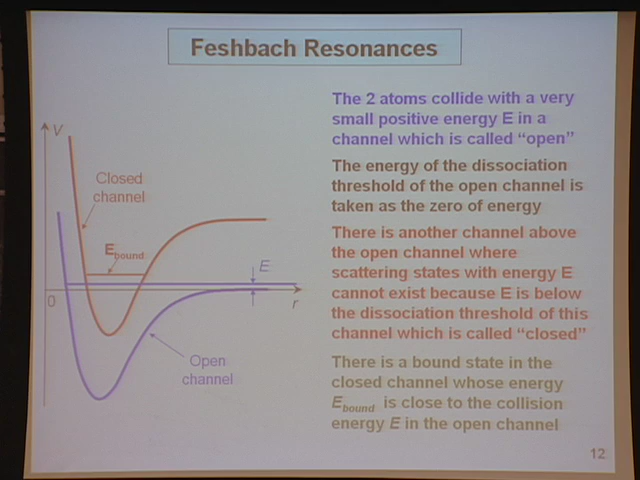 Feshbach Resonances
The 2 atoms collide with a very
small positive energy E in a
channel which is called “open”
The energy of the dissociation
threshold of the open channel is
taken as the zero of energy
There is another channel above
the open channel where
scattering states with energy E
cannot exist because E is below
the dissociation threshold of this
channel which is called “closed”
There is a bound state in the
closed channel whose energy
Ebound is close to the collision
energy E in the open channel
V
Closed
channel
Ebound
E
0
r
Open
channel
12